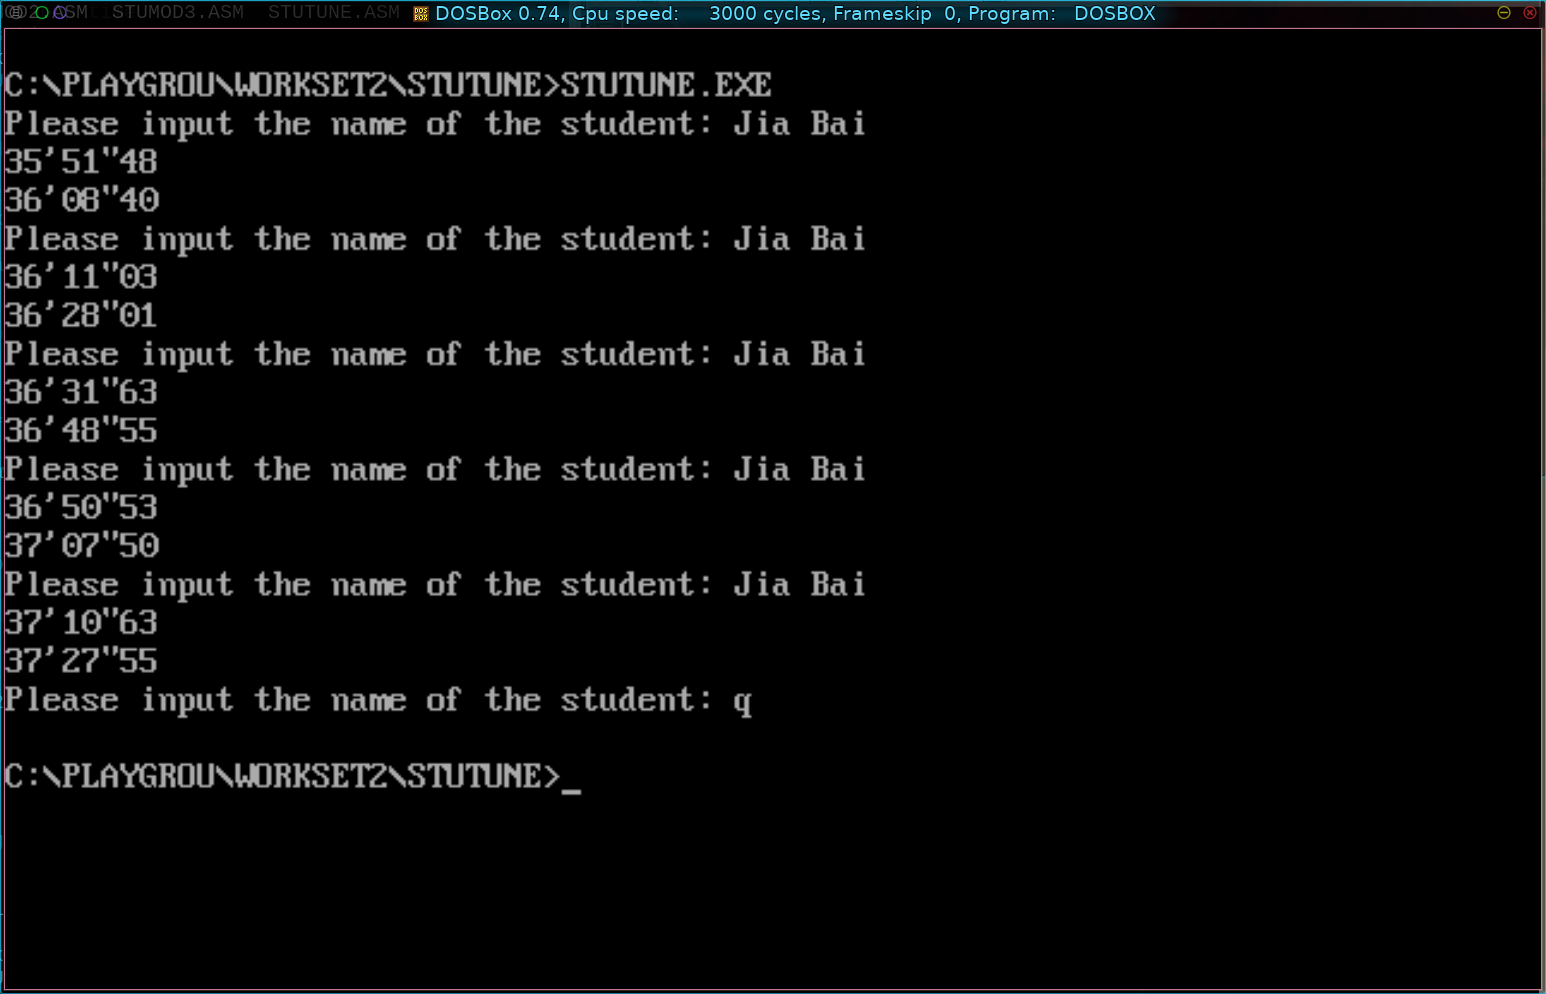 STUMOD3.ASM STUTUNE.ASM DOSBox 0.74, Cpu speed: 3000 cycles, Frameskip 0, Program: DOSBOX
C:\PLAYGROU\WORKSET2\STUTUNE>STUTUNE.EXE
Please input the name of the student: Jia Bai
35'51"48
36'08"40
Please input the name of the student: Jia Bai
36'11"03
36'28"01
Please input the name of the student: Jia Bai
36'31"63
36'48"55
Please input the name of the student: Jia Bai
36'50"53
37'07"50
Please input the name of the student: Jia Bai
37'10"63
37'27"55
Please input the name of the student: q
C:\PLAYGROU\WORKSET2\STUTUNE>_